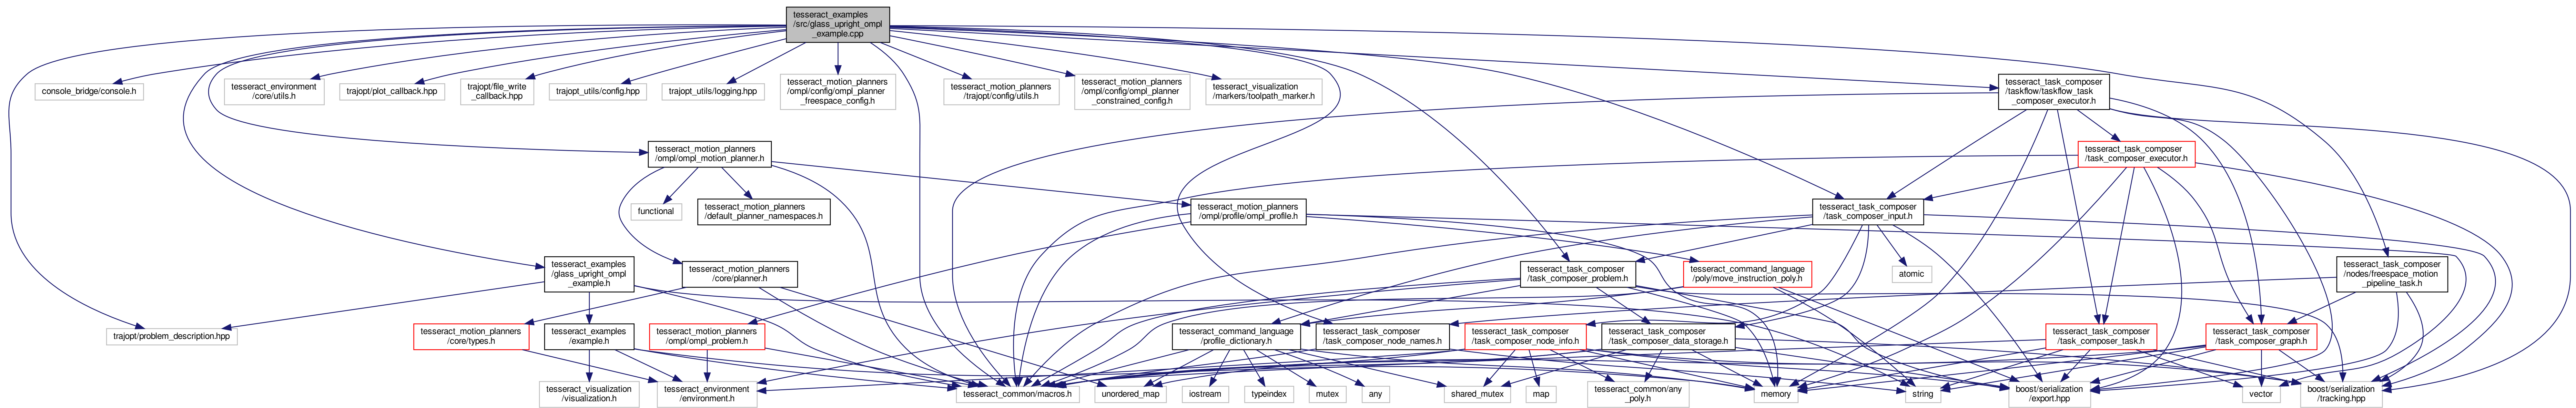 tesseract_examples
/src/glass_upright_ompl
_example.cpp
console_bridge/console.h
tesseract_environment
/core/utils.h
trajopt/plot_callback.hpp
trajopt/file_write
_callback.hpp
trajopt_utils/config.hpp
trajopt_utils/logging.hpp
tesseract_motion_planners
/ompl/config/ompl_planner
_freespace_config.h
tesseract_motion_planners
/trajopt/config/utils.h
tesseract_motion_planners
/ompl/config/ompl_planner
_constrained_config.h
tesseract_visualization
/markers/toolpath_marker.h
tesseract_task_composer
/taskflow/taskflow_task
_composer_executor.h
tesseract_motion_planners
/ompl/ompl_motion_planner.h
tesseract_task_composer
/task_composer_executor.h
functional
tesseract_motion_planners
/default_planner_namespaces.h
tesseract_motion_planners
/ompl/profile/ompl_profile.h
tesseract_task_composer
/task_composer_input.h
tesseract_examples
/glass_upright_ompl
_example.h
tesseract_motion_planners
/core/planner.h
tesseract_task_composer
/task_composer_problem.h
tesseract_command_language
/poly/move_instruction_poly.h
atomic
tesseract_task_composer
/nodes/freespace_motion
_pipeline_task.h
trajopt/problem_description.hpp
tesseract_motion_planners
/core/types.h
tesseract_examples
/example.h
tesseract_motion_planners
/ompl/ompl_problem.h
tesseract_command_language
/profile_dictionary.h
tesseract_task_composer
/task_composer_node_names.h
tesseract_task_composer
/task_composer_node_info.h
tesseract_task_composer
/task_composer_data_storage.h
tesseract_task_composer
/task_composer_task.h
tesseract_task_composer
/task_composer_graph.h
tesseract_visualization
/visualization.h
tesseract_environment
/environment.h
tesseract_common/macros.h
unordered_map
iostream
typeindex
mutex
any
shared_mutex
map
tesseract_common/any
_poly.h
memory
string
boost/serialization
/export.hpp
vector
boost/serialization
/tracking.hpp